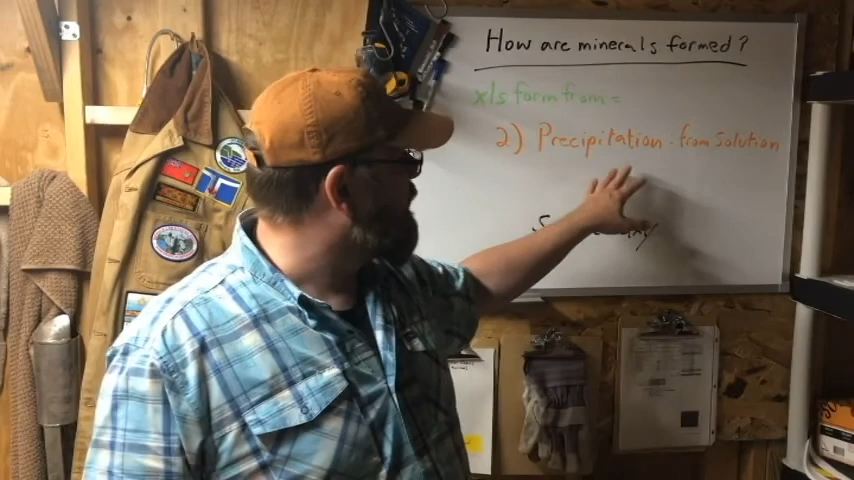 How are minerals formed?
xls form from =
2) Precipitation · from Solution